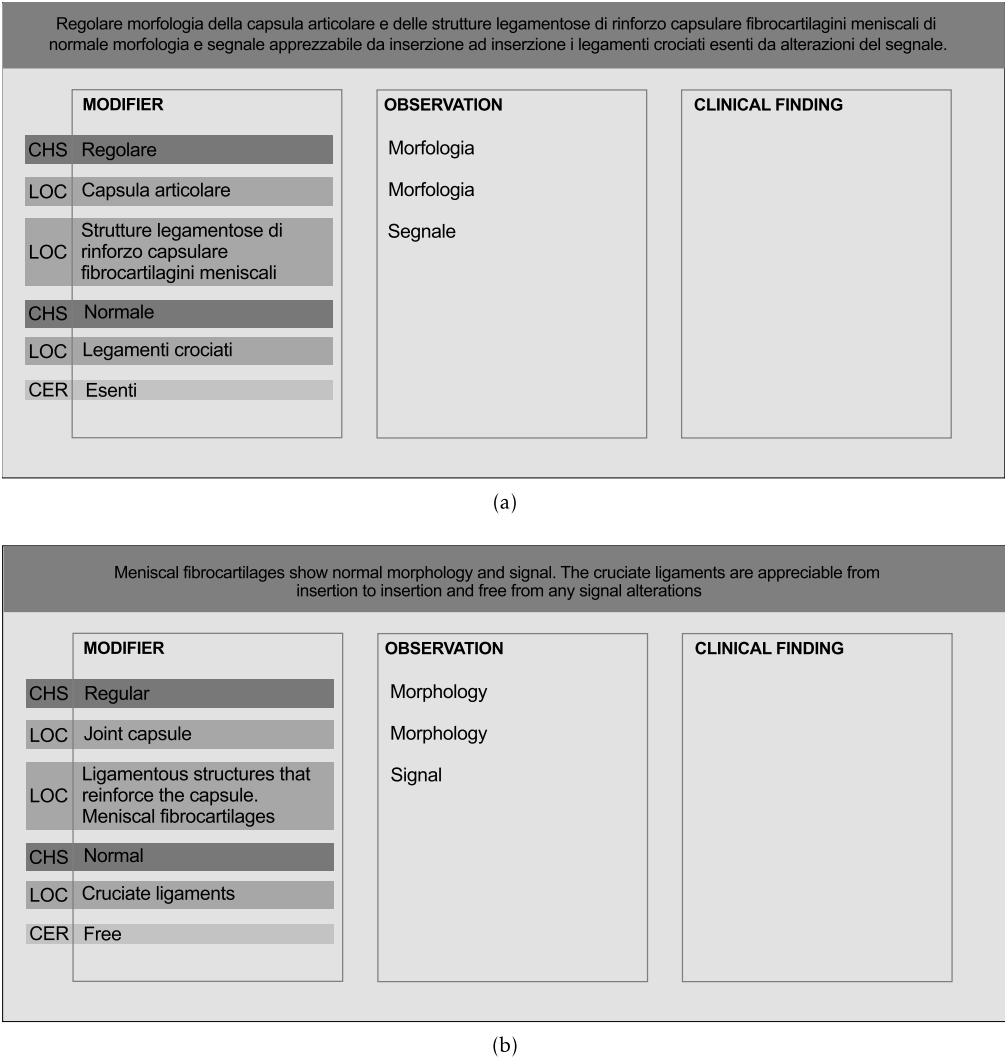 Regolare morfologia della capsula articolare e delle strutture legamentose di rinforzo capsulare fibrocartilagini meniscali di
normale morfologia e segnale apprezzabile da inserzione ad inserzione i legamenti crociati esenti da alterazioni del segnale.
MODIFIER
CHS Regolare
LOC Capsula articolare
LOC Strutture legamentose di
rinforzo capsulare
fibrocartilagini meniscali
CHS Normale
LOC Legamenti crociati
CER Esenti
OBSERVATION
Morfologia
Morfologia
Segnale
CLINICAL FINDING
(a)
Meniscal fibrocartilages show normal morphology and signal. The cruciate ligaments are appreciable from
insertion to insertion and free from any signal alterations
MODIFIER
CHS Regular
LOC Joint capsule
LOC Ligamentous structures that
reinforce the capsule.
Meniscal fibrocartilages
CHS Normal
LOC Cruciate ligaments
CER Free
OBSERVATION
Morphology
Morphology
Signal
CLINICAL FINDING
(b)